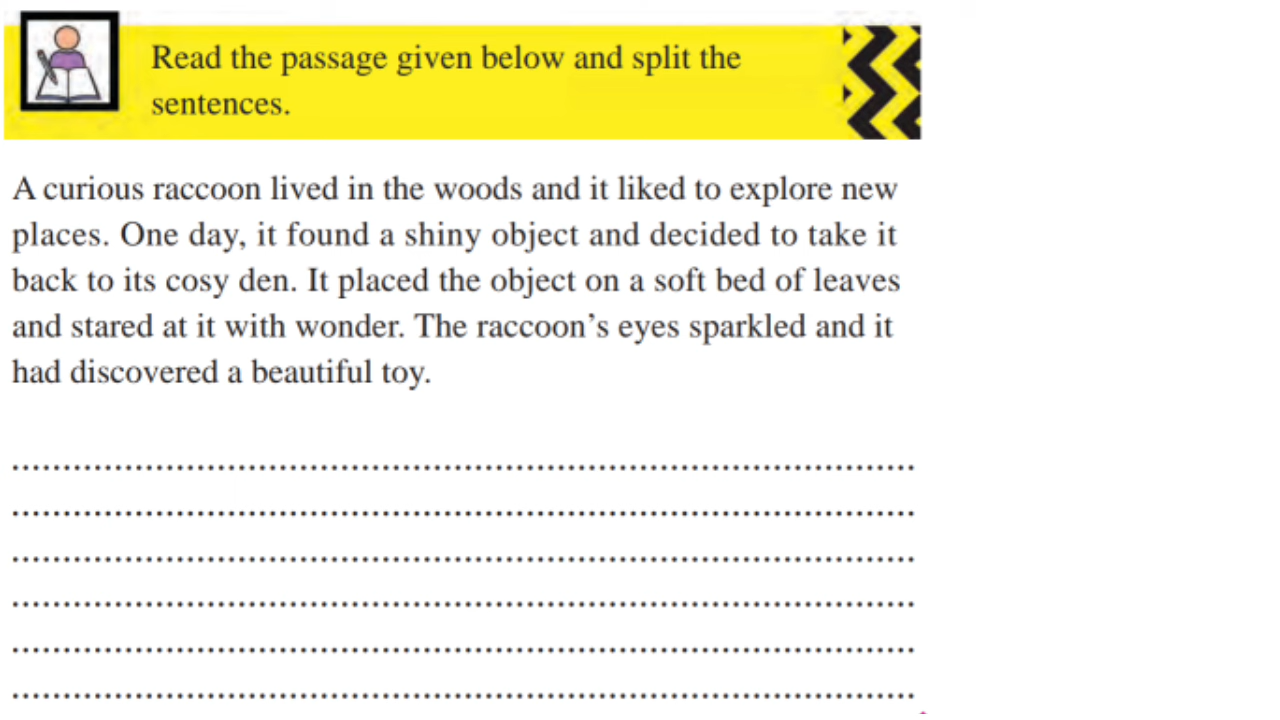 Read the passage given below and split the
sentences.
A curious raccoon lived in the woods and it liked to explore new
places. One day, it found a shiny object and decided to take it
back to its cosy den. It placed the object on a soft bed of leaves
and stared at it with wonder. The raccoon’s eyes sparkled and it
had discovered a beautiful toy.